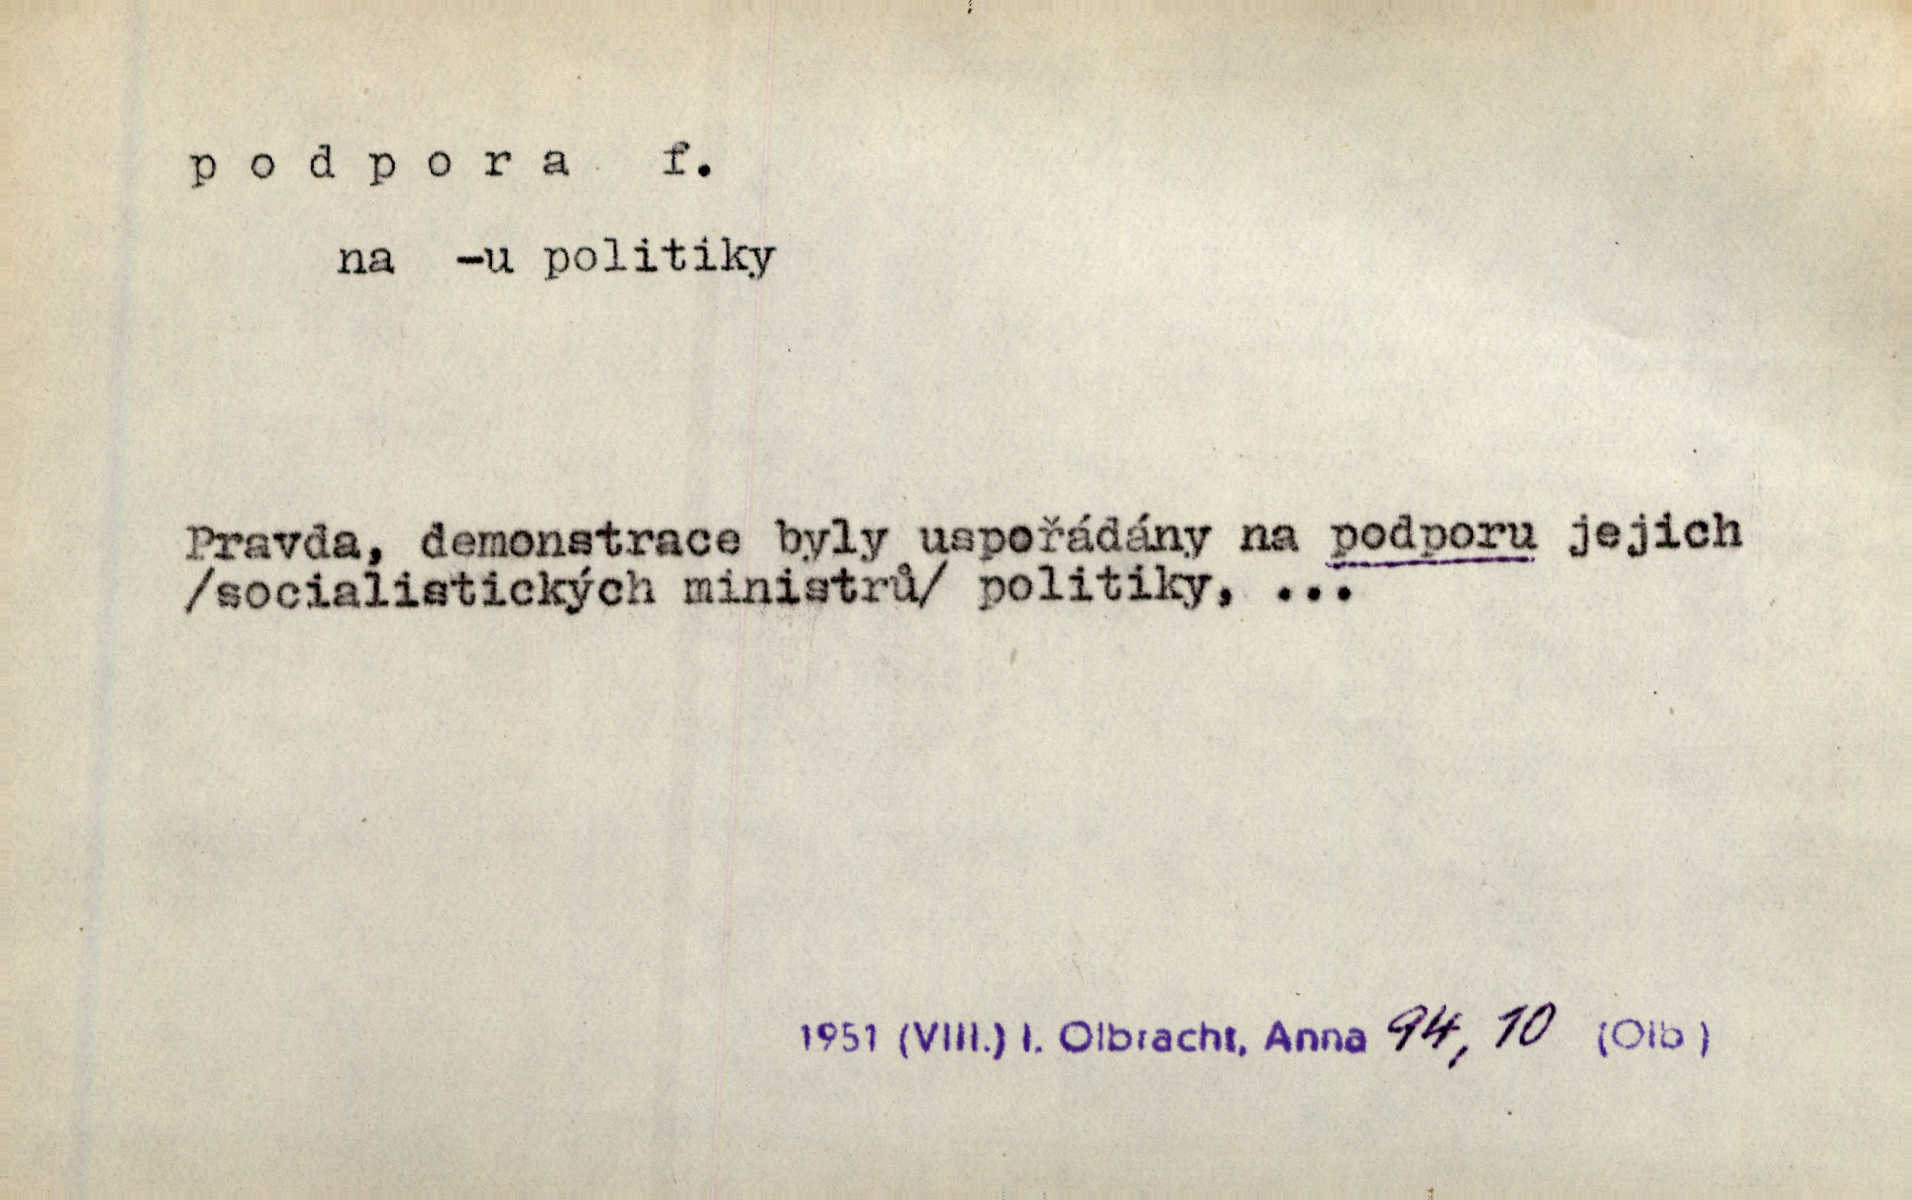 podpora f.
na -u politiky
Pravda, demonstrace byly uspořádány na podporu jejich
/socialistických ministrů/ politiky, ...
1951 (VIII.) I. Olbracht, Anna 94, 10 (Olb)